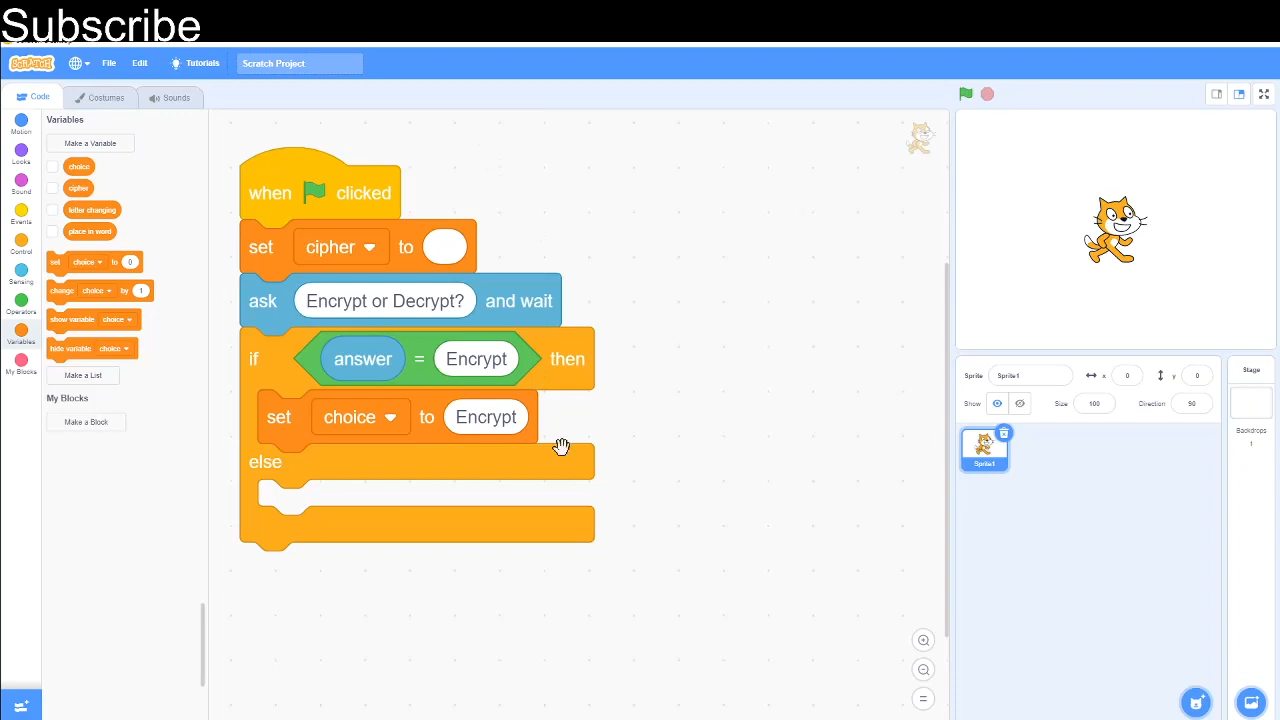 Subscribe
SCRATCH File Edit Tutorials Scratch Project
Code Costumes Sounds
Motion
Looks
Sound
Events
Control
Sensing
Operators
Variables
My Blocks
Variables
Make a Variable
choice
cipher
letter changing
place in word
set choice to 0
change choice by 1
show variable choice
hide variable choice
Make a List
My Blocks
Make a Block
when clicked
set cipher to
ask Encrypt or Decrypt? and wait
if answer = Encrypt then
set choice to Encrypt
else
Sprite Sprite1 x 0 y 0
Show Size 100 Direction 90
Sprite1
Stage
Backdrops
1